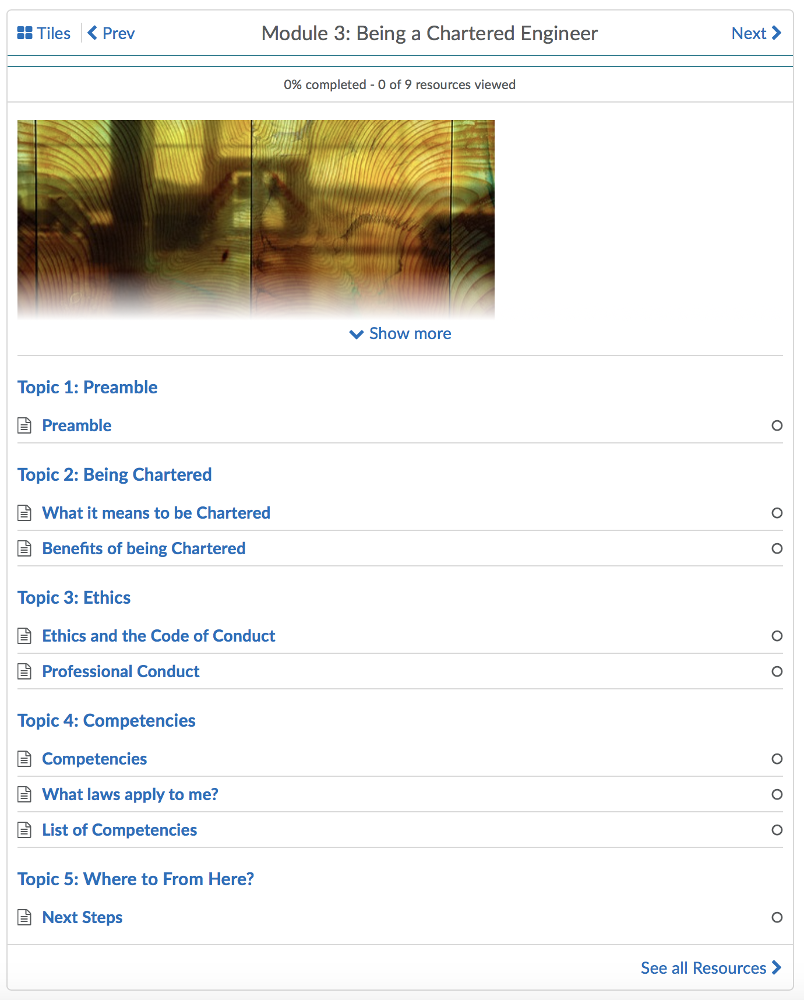 Tiles Prev Module 3: Being a Chartered Engineer Next
0% completed - 0 of 9 resources viewed
Show more
Topic 1: Preamble
Preamble
Topic 2: Being Chartered
What it means to be Chartered
Benefits of being Chartered
Topic 3: Ethics
Ethics and the Code of Conduct
Professional Conduct
Topic 4: Competencies
Competencies
What laws apply to me?
List of Competencies
Topic 5: Where to From Here?
Next Steps
See all Resources